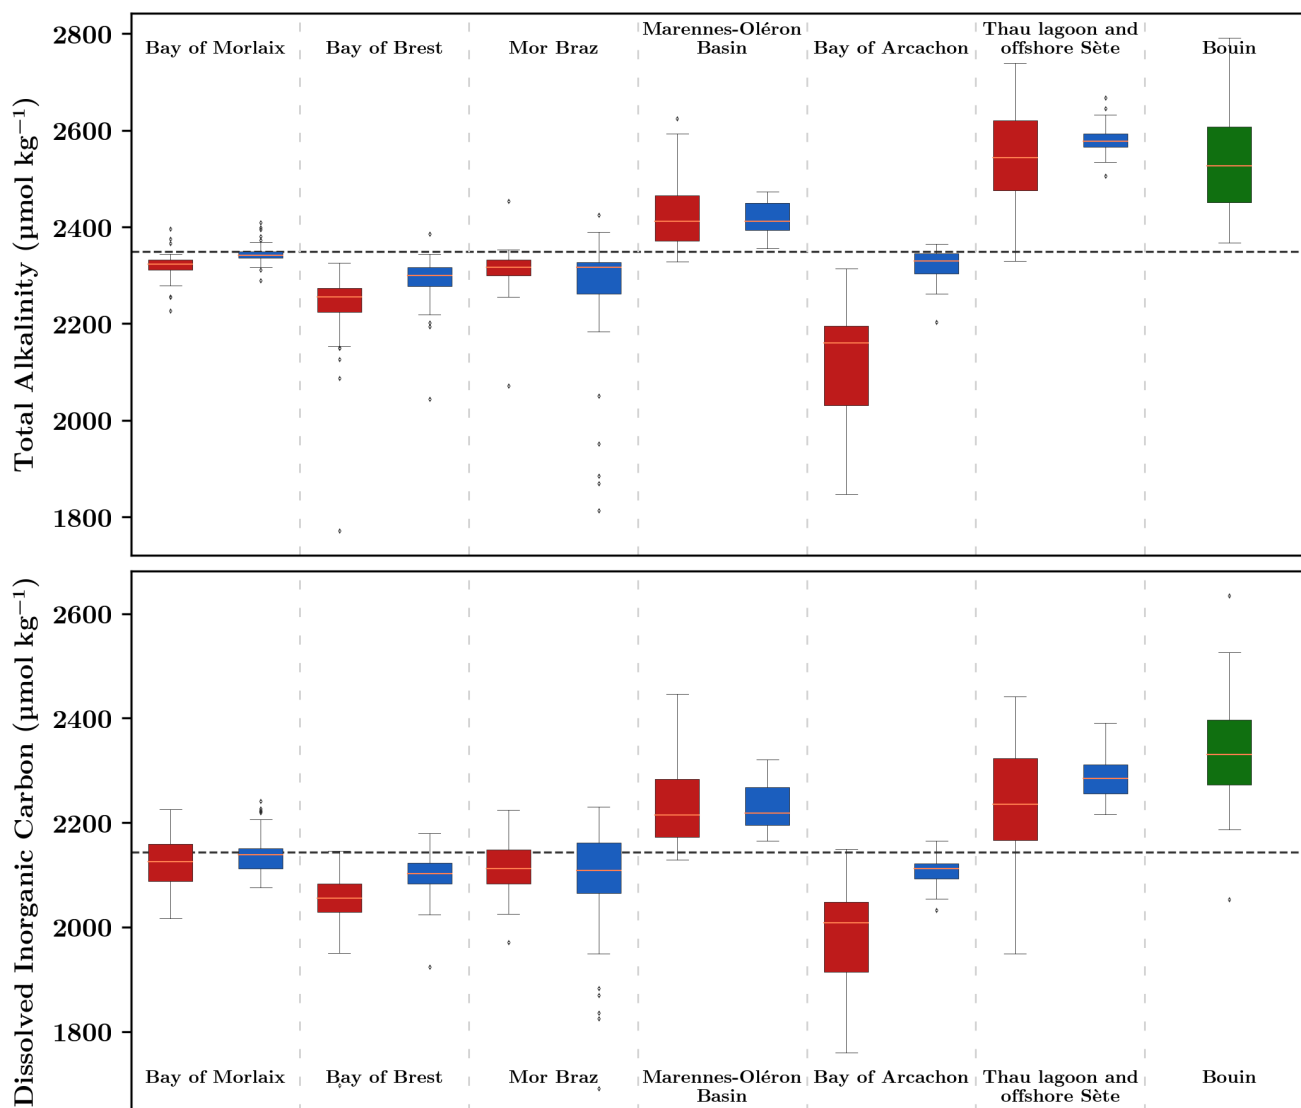 Total Alkalinity (µmol kg⁻¹)
2800
2600
2400
2200
2000
1800
Bay of Morlaix
Bay of Brest
Mor Braz
Marennes-Oléron
Basin
Bay of Arcachon
Thau lagoon and
offshore Sète
Bouin
Dissolved Inorganic Carbon (µmol kg⁻¹)
2600
2400
2200
2000
1800
Bay of Morlaix
Bay of Brest
Mor Braz
Marennes-Oléron
Basin
Bay of Arcachon
Thau lagoon and
offshore Sète
Bouin